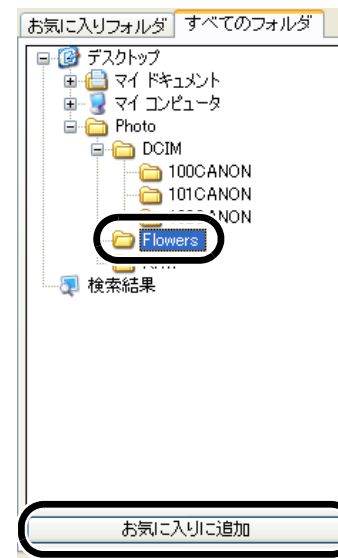 お気に入りフォルダ すべてのフォルダ
デスクトップ
マイ ドキュメント
マイ コンピュータ
Photo
DCIM
100CANON
101CANON
CANON
Flowers
検索結果
お気に入りに追加